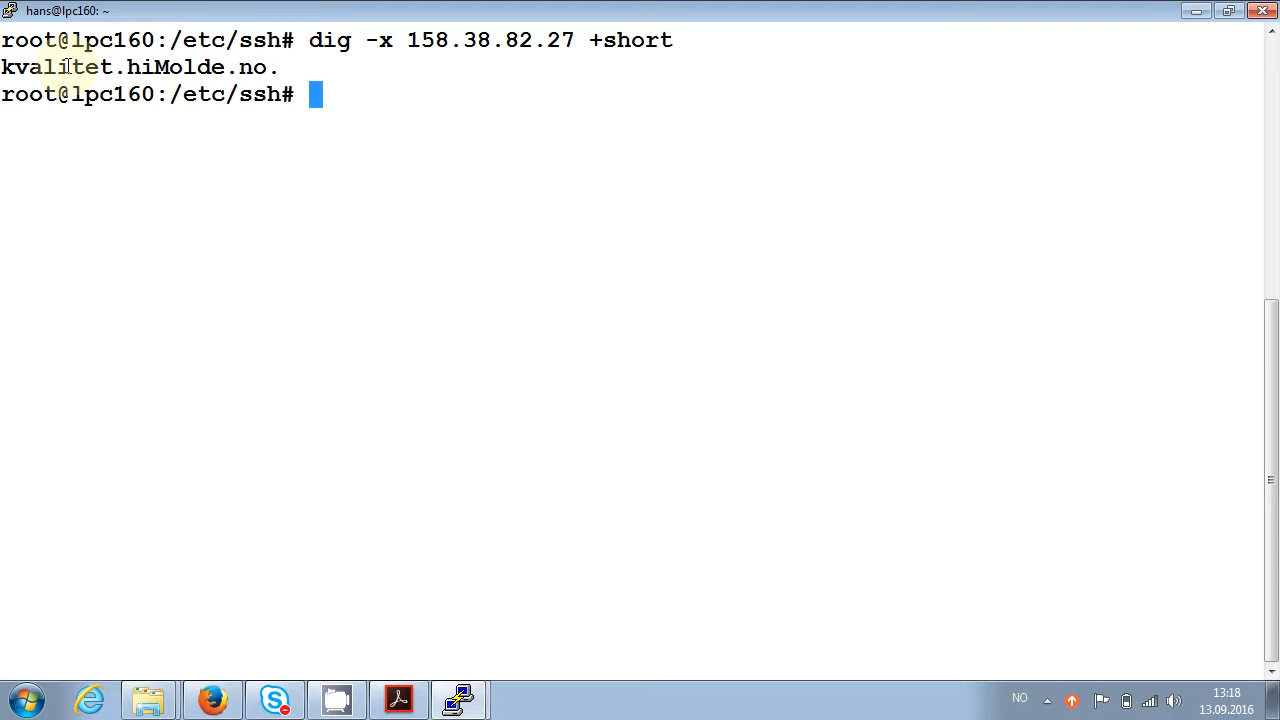 hans@lpc160: ~
root@lpc160:/etc/ssh# dig -x 158.38.82.27 +short
kvalitet.hiMolde.no.
root@lpc160:/etc/ssh#
NO
13:18
13.09.2016